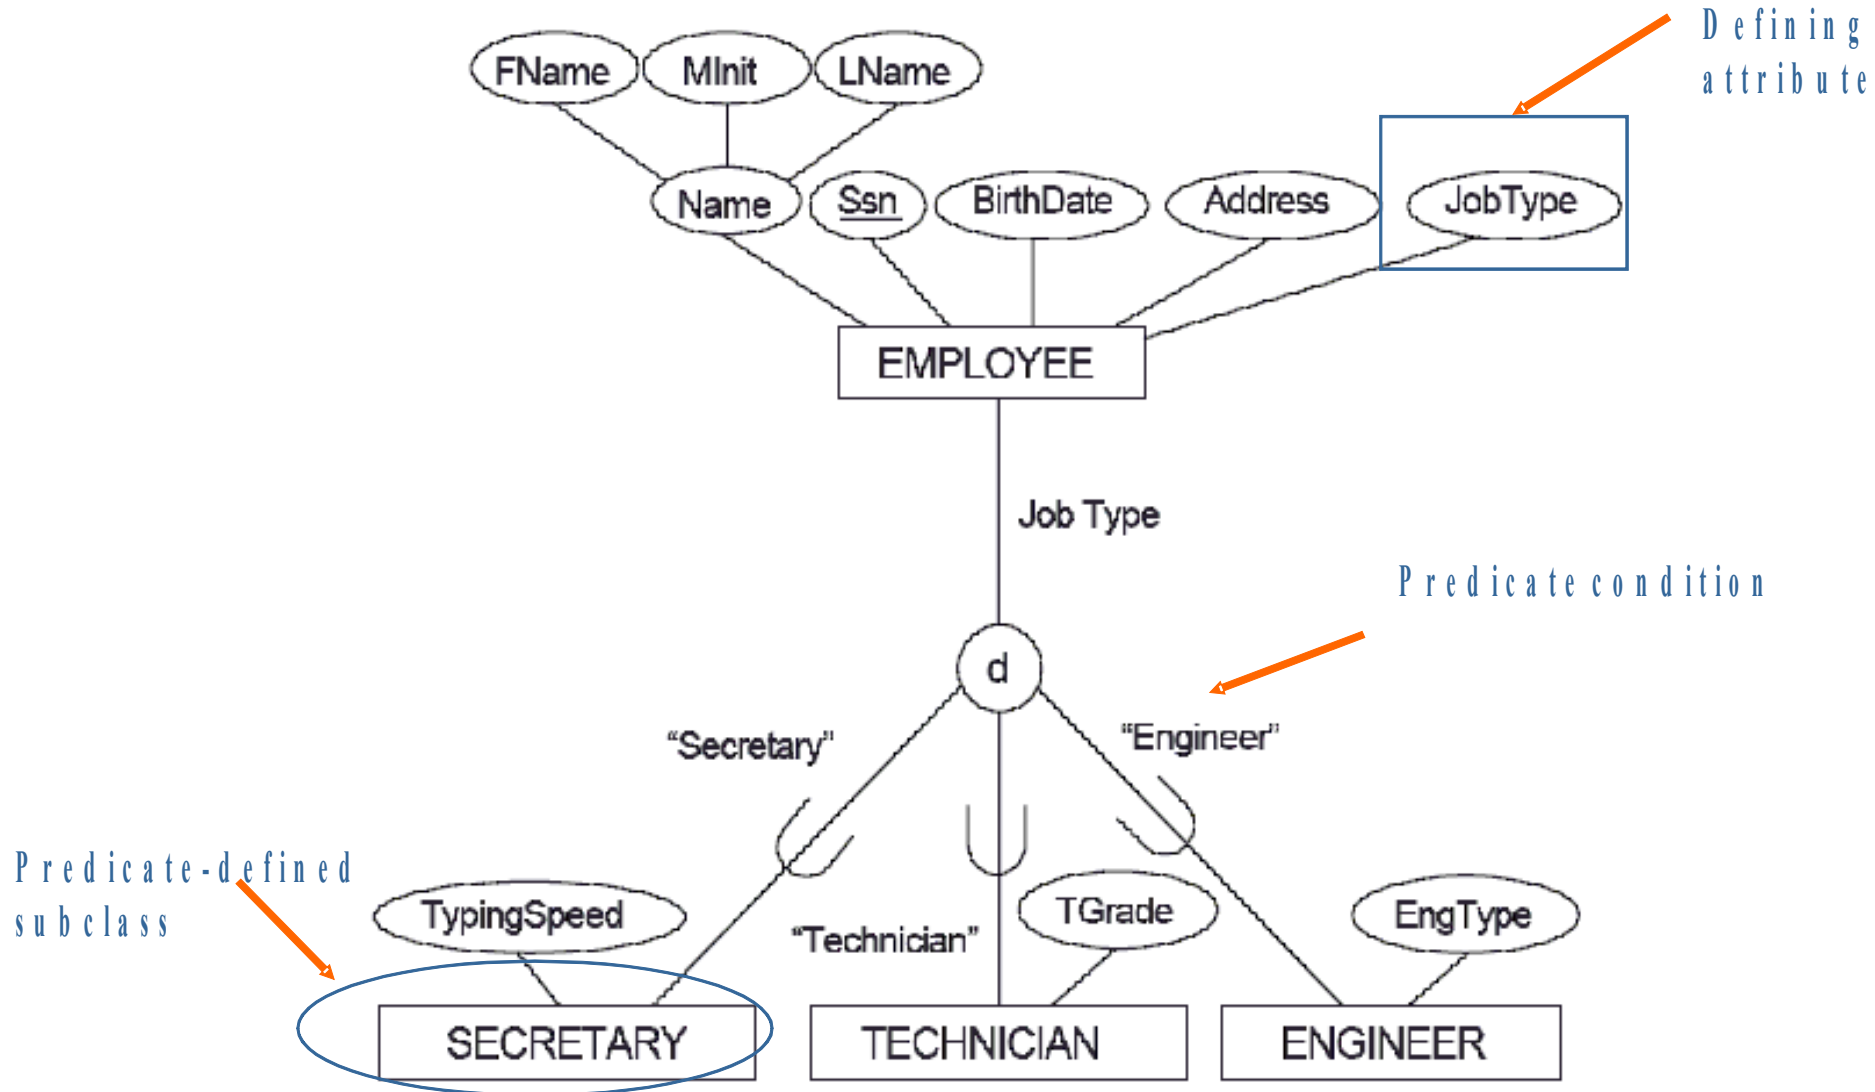 Defining
attribute
FName MInit LName
Name Ssn BirthDate Address JobType
EMPLOYEE
Job Type
Predicate condition
d
“Secretary” “Engineer”
Predicate-defined
subclass
TypingSpeed “Technician” TGrade EngType
SECRETARY TECHNICIAN ENGINEER